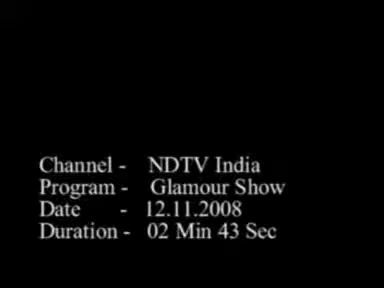 Channel - NDTV India
Program - Glamour Show
Date - 12.11.2008
Duration - 02 Min 43 Sec